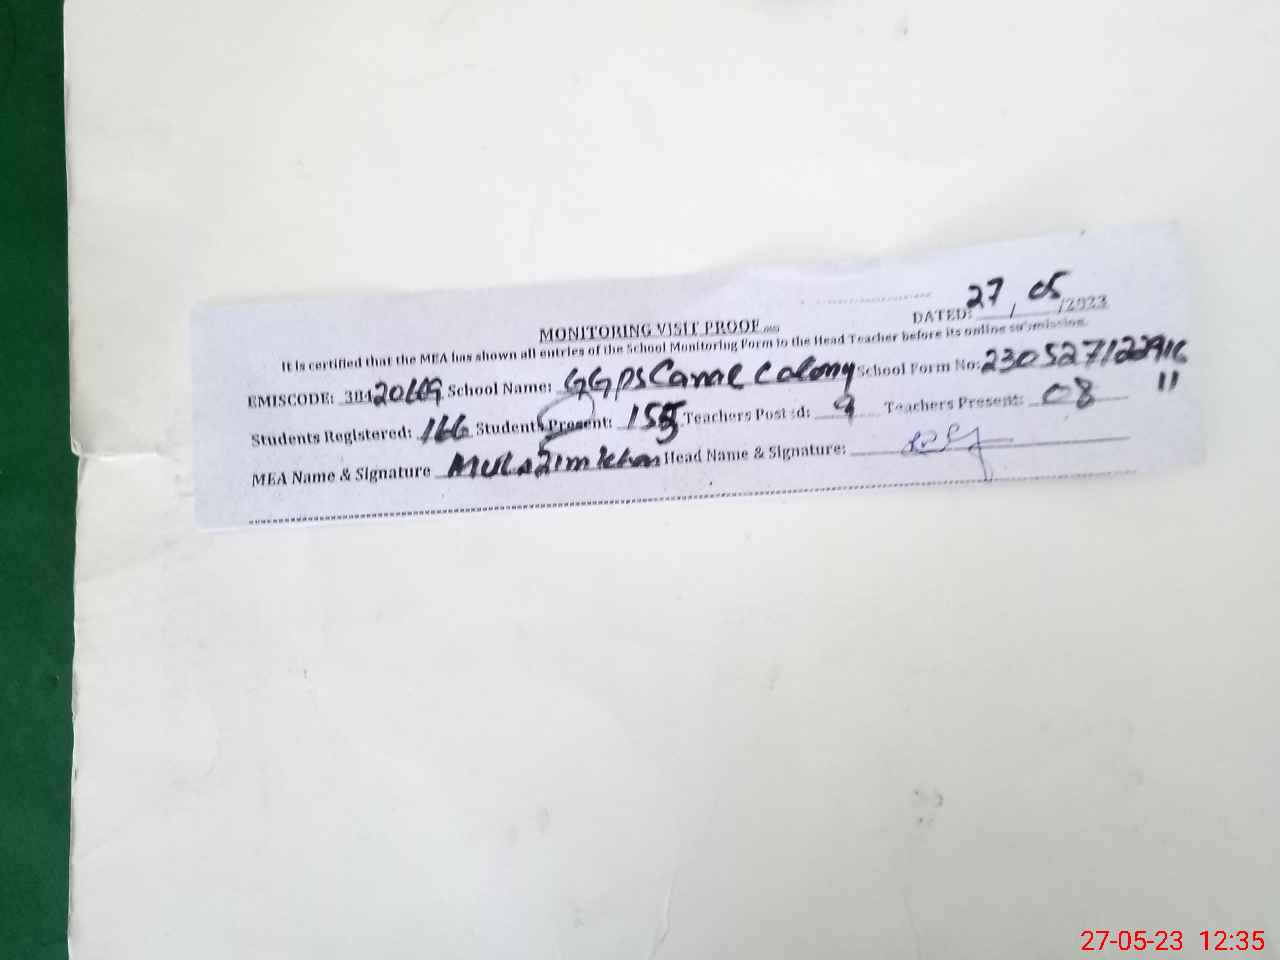 DATED: 27/05/2023
MONITORING VISIT PROOF
It is certified that the MEA has shown all entries of the School Monitoring Form to the Head Teacher before its online submission.
EMISCODE: School Name: GGPS Canal Colony School Form No: 230527122916
11
Students Registered: 166 Students Present: 155 Teachers Posted: 9 Teachers Present: 08
MEA Name & Signature Mulazim Khan Head Name & Signature:
27-05-23 12:35